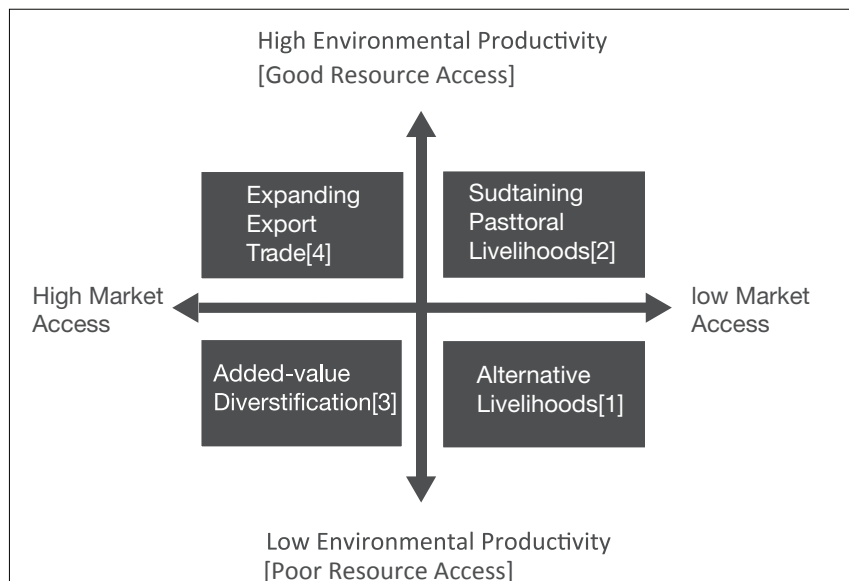 High Environmental Productivity
[Good Resource Access]
Expanding
Export
Trade[4]
Sudtaining
Pasttoral
Livelihoods[2]
High Market
Access
low Market
Access
Added-value
Diverstification[3]
Alternative
Livelihoods[1]
Low Environmental Productivity
[Poor Resource Access]